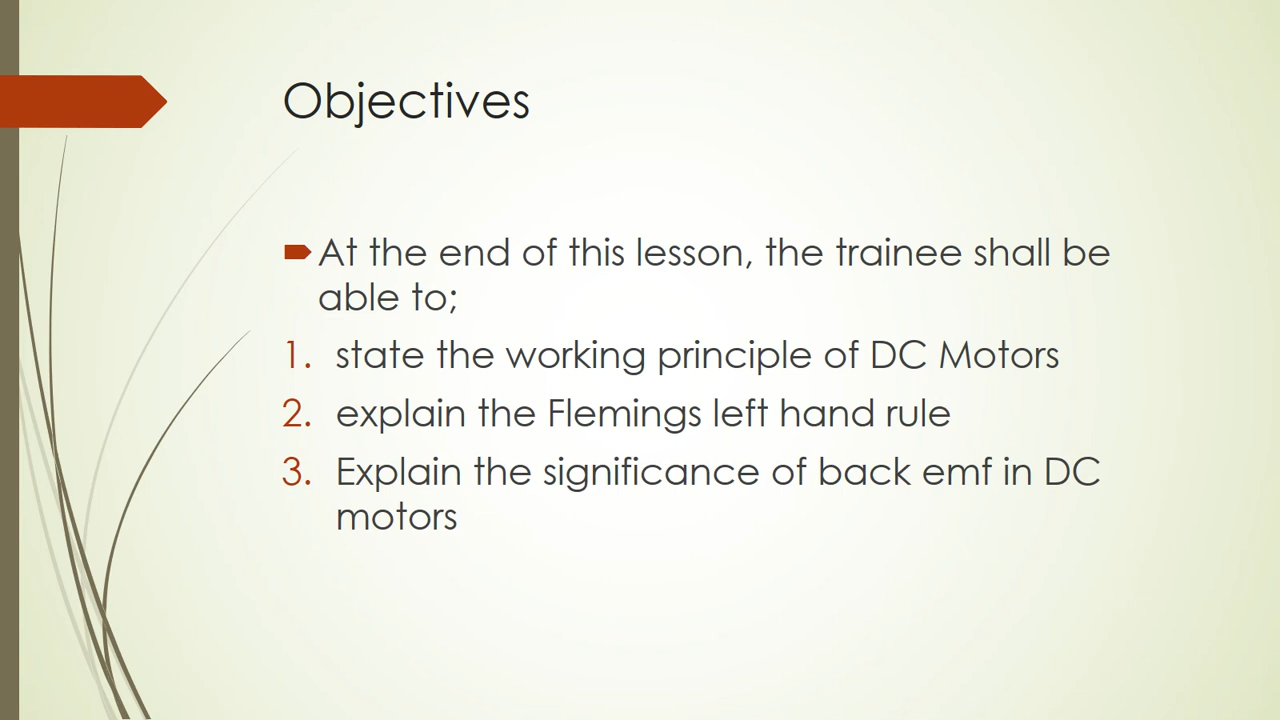 Objectives
At the end of this lesson, the trainee shall be
able to;
1. state the working principle of DC Motors
2. explain the Flemings left hand rule
3. Explain the significance of back emf in DC
motors